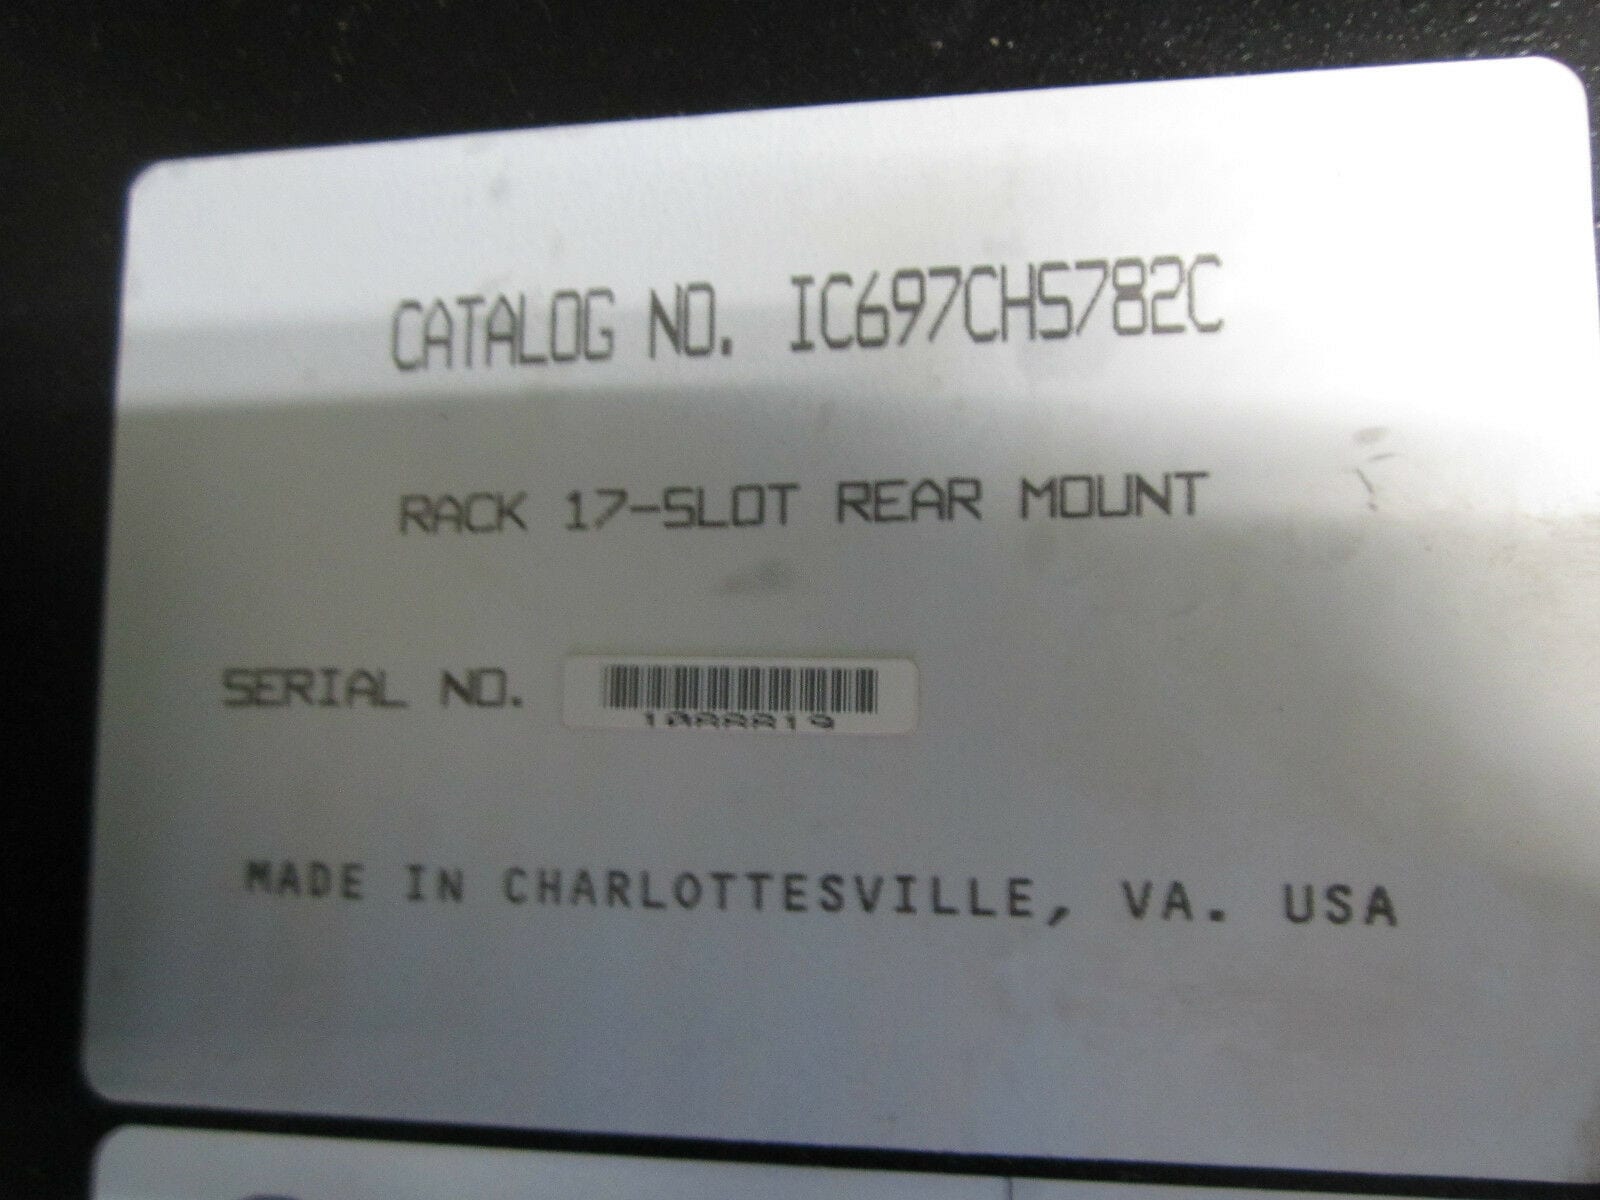 CATALOG NO. IC697CHS782C
RACK 17-SLOT REAR MOUNT
SERIAL NO.
MADE IN CHARLOTTESVILLE, VA. USA